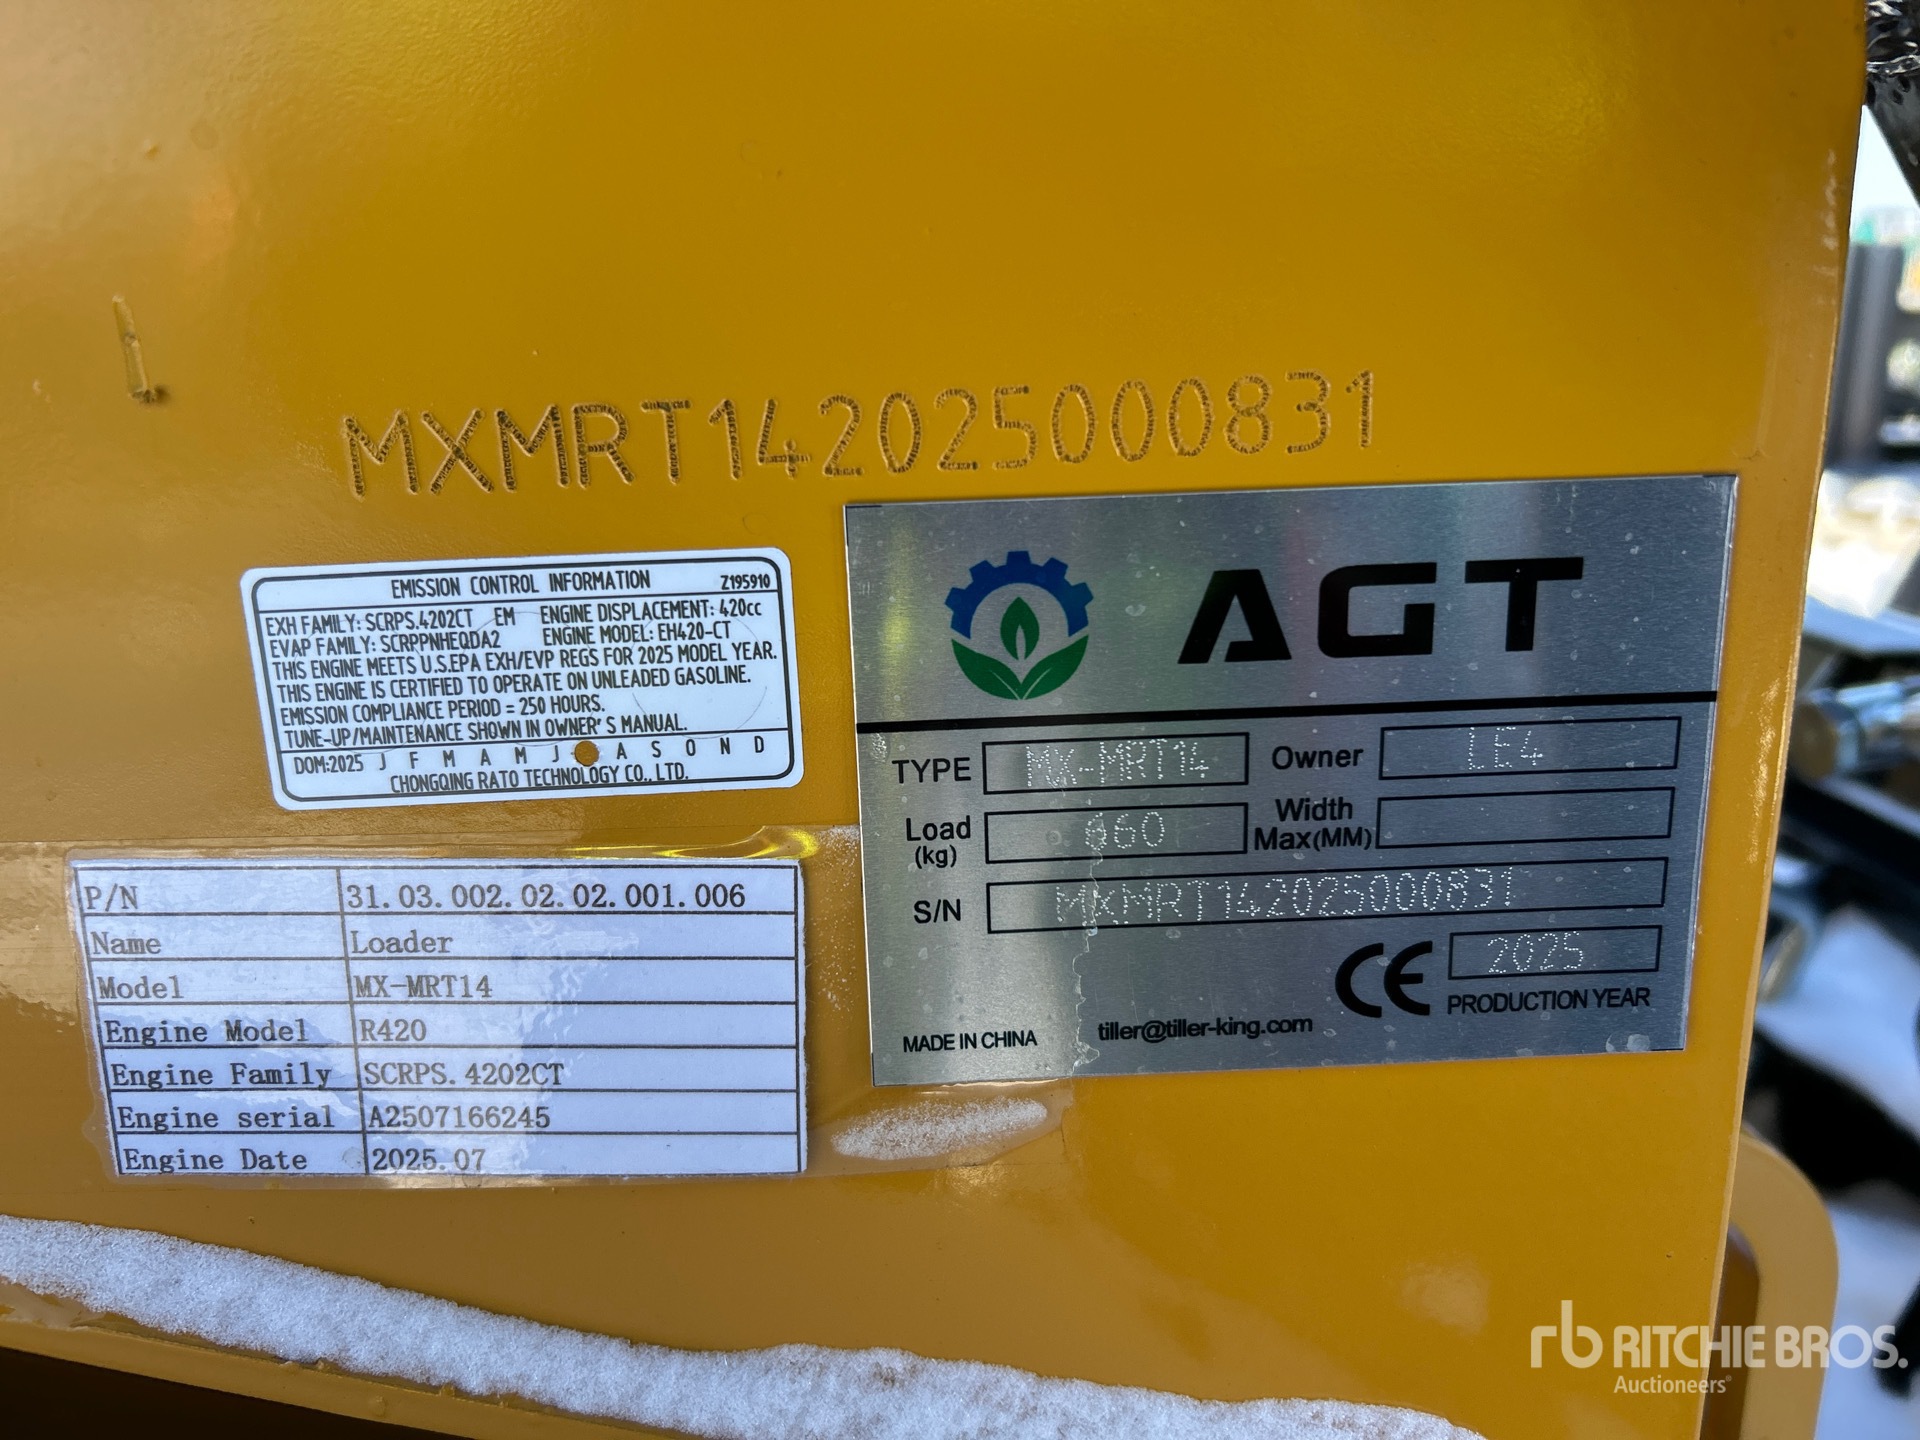 MXMRT142025000831
EMISSION CONTROL INFORMATION Z195910
EXH FAMILY: SCRPS.4202CT EM ENGINE DISPLACEMENT: 420cc
EVAP FAMILY: SCRPPNHEQDA2 ENGINE MODEL: EH420-CT
THIS ENGINE MEETS U.S.EPA EXH/EVP REGS FOR 2025 MODEL YEAR.
THIS ENGINE IS CERTIFIED TO OPERATE ON UNLEADED GASOLINE.
EMISSION COMPLIANCE PERIOD = 250 HOURS.
TUNE-UP/MAINTENANCE SHOWN IN OWNER'S MANUAL.
DOM:2025 J F M A M J A S O N D
CHONGQING RATO TECHNOLOGY CO., LTD.
P/N 31.03.002.02.02.001.006
Name Loader
Model MX-MRT14
Engine Model R420
Engine Family SCRPS.4202CT
Engine serial A2507166245
Engine Date 2025.07
AGT
TYPE MX-MRT14 Owner LE4
Load (kg) Width Max(MM)
S/N MXMRT142025000831
CE 2025
PRODUCTION YEAR
MADE IN CHINA tiller@tiller-king.com
rb RITCHIE BROS.
Auctioneers